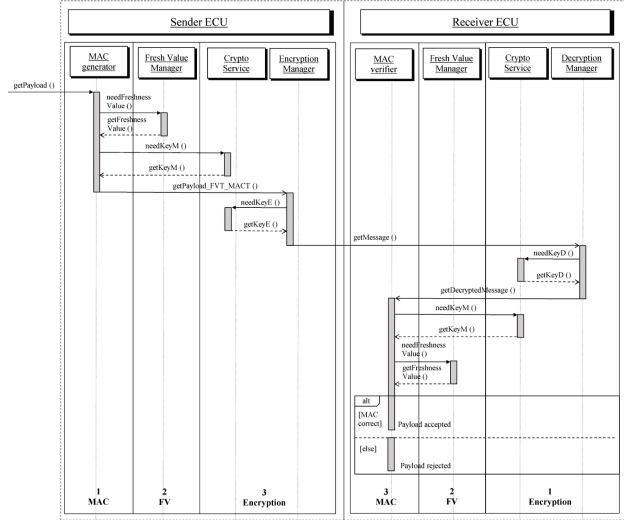 Sender ECU
Receiver ECU
MAC
generator
Fresh Value
Manager
Crypto
Service
Encryption
Manager
MAC
verifier
Fresh Value
Manager
Crypto
Service
Decryption
Manager
getPayload ()
needFreshness
Value ()
getFreshness
Value ()
needKeyM ()
getKeyM ()
getPayload_FVT_MACT ()
needKeyE ()
getKeyE ()
getMessage ()
needKeyD ()
getKeyD ()
getDecryptedMessage ()
needKeyM ()
getKeyM ()
needFreshness
Value ()
getFreshness
Value ()
alt
[MAC
correct]
Payload accepted
[else]
Payload rejected
1
MAC
2
FV
3
Encryption
3
MAC
2
FV
1
Encryption